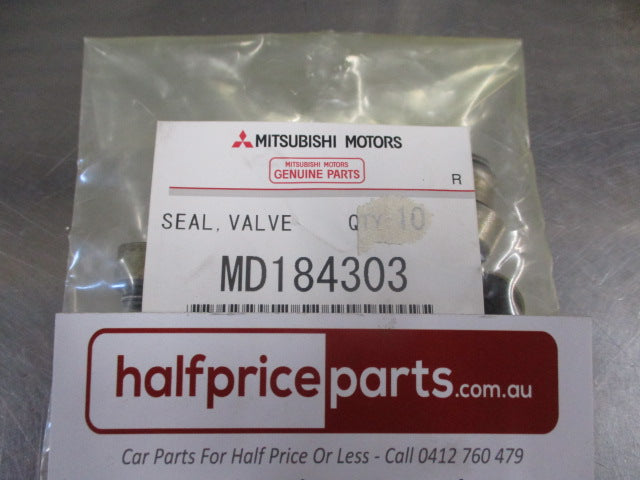 MITSUBISHI MOTORS
MITSUBISHI MOTORS
GENUINE PARTS
R
SEAL, VALVE QTY 10
MD184303
halfpriceparts.com.au
Car Parts For Half Price Or Less - Call 0412 760 479